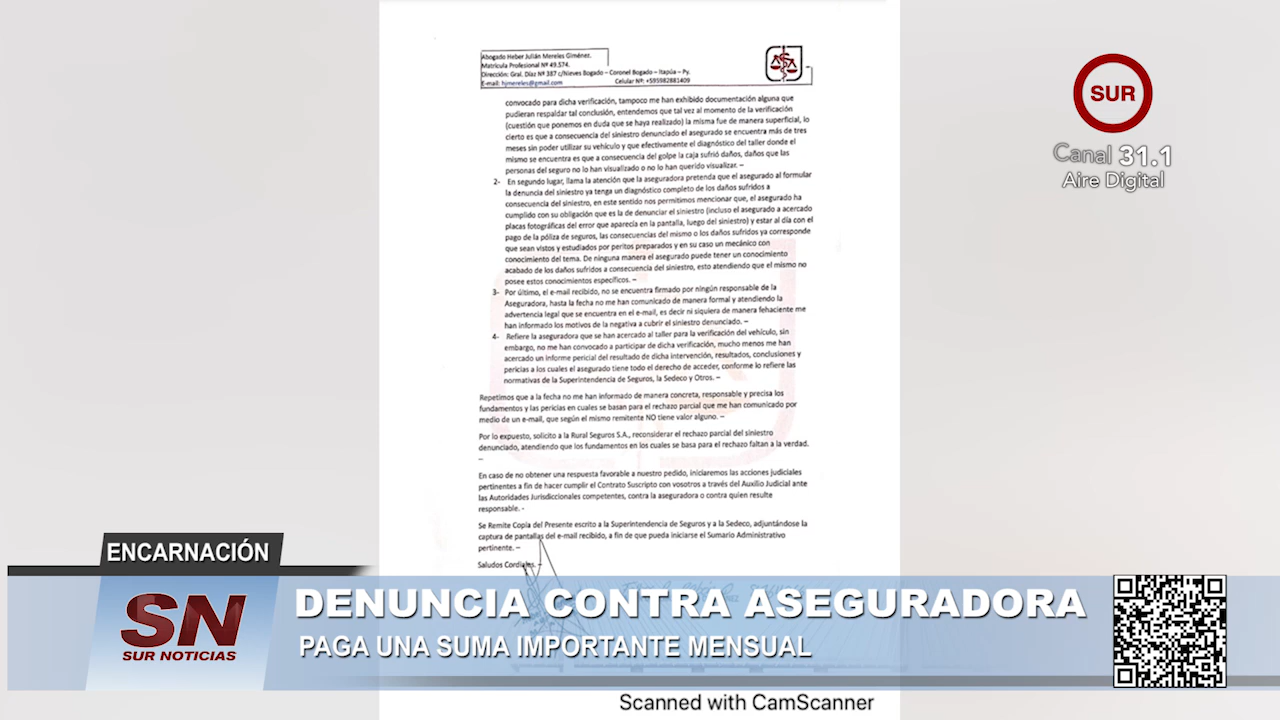 Abogado Heber Julián Mereles Giménez.
Matrícula Profesional Nº 49.574.
Dirección: Gral. Díaz Nº 387 c/Nieves Bogado – Coronel Bogado – Itapúa – Py.
E-mail: hjmereles@gmail.com Celular Nº: +595982881409
convocado para dicha verificación, tampoco me han exhibido documentación alguna que
pudieran respaldar tal conclusión, entendemos que tal vez al momento de la verificación
(cuestión que ponemos en duda que se haya realizado) la misma fue de manera superficial, lo
cierto es que a consecuencia del siniestro denunciado el asegurado se encuentra más de tres
meses sin poder utilizar su vehículo y que efectivamente el diagnóstico del taller donde el
mismo se encuentra es que a consecuencia del golpe la caja sufrió daños, daños que las
personas del seguro no lo han visualizado o no lo han querido visualizar. –
2- En segundo lugar, llama la atención que la aseguradora pretenda que el asegurado al formular
la denuncia del siniestro ya tenga un diagnóstico completo de los daños sufridos a
consecuencia del siniestro, en este sentido nos permitimos mencionar que, el asegurado ha
cumplido con su obligación que es la de denunciar el siniestro (incluso el asegurado a acercado
placas fotográficas del error que aparecía en la pantalla, luego del siniestro) y estar al día con el
pago de la póliza de seguros, las consecuencias del mismo o los daños sufridos ya corresponde
que sean vistos y estudiados por peritos preparados y en su caso un mecánico con
conocimiento del tema. De ninguna manera el asegurado puede tener un conocimiento
acabado de los daños sufridos a consecuencia del siniestro, esto atendiendo que el mismo no
posee estos conocimientos específicos. –
3- Por último, el e-mail recibido, no se encuentra firmado por ningún responsable de la
Aseguradora, hasta la fecha no me han comunicado de manera formal y atendiendo la
advertencia legal que se encuentra en el e-mail, es decir ni siquiera de manera fehaciente me
han informado los motivos de la negativa a cubrir el siniestro denunciado. –
4- Refiere la aseguradora que se han acercado al taller para la verificación del vehículo, sin
embargo, no me han convocado a participar de dicha verificación, mucho menos me han
acercado un informe pericial del resultado de dicha intervención, resultados, conclusiones y
pericias a los cuales el asegurado tiene todo el derecho de acceder, conforme lo refiere las
normativas de la Superintendencia de Seguros, la Sedeco y Otros. –
Repetimos que a la fecha no me han informado de manera concreta, responsable y precisa los
fundamentos y las pericias en cuales se basan para el rechazo parcial que me han comunicado por
medio de un e-mail, que según el mismo remitente NO tiene valor alguno. –
Por lo expuesto, solicito a la Rural Seguros S.A., reconsiderar el rechazo parcial del siniestro
denunciado, atendiendo que los fundamentos en los cuales se basa para el rechazo faltan a la verdad.
–
En caso de no obtener una respuesta favorable a nuestro pedido, iniciaremos las acciones judiciales
pertinentes a fin de hacer cumplir el Contrato Suscripto con vosotros a través del Auxilio Judicial ante
las Autoridades Jurisdiccionales competentes, contra la aseguradora o contra quien resulte
responsable. -
Se Remite Copia del Presente escrito a la Superintendencia de Seguros y a la Sedeco, adjuntándose la
captura de pantallas del e-mail recibido, a fin de que pueda iniciarse el Sumario Administrativo
pertinente. –
Saludos Cordiales. –
SUR
Canal 31.1
Aire Digital
ENCARNACIÓN
SN
SUR NOTICIAS
DENUNCIA CONTRA ASEGURADORA
PAGA UNA SUMA IMPORTANTE MENSUAL
Scanned with CamScanner